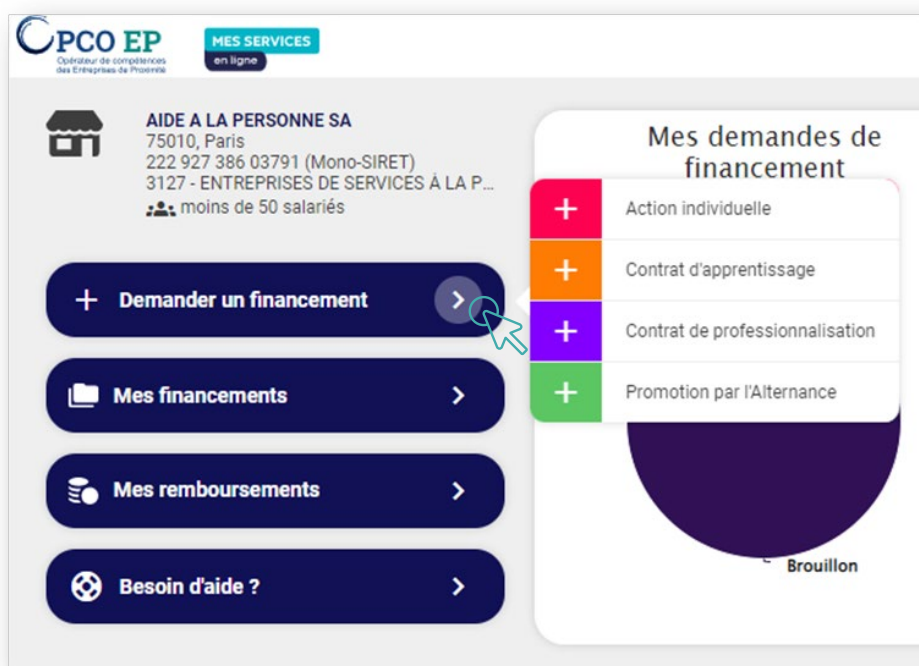 OPCO EP
Opérateur de compétences
des Entreprises de Proximité
MES SERVICES
en ligne
AIDE A LA PERSONNE SA
75010, Paris
222 927 386 03791 (Mono-SIRET)
3127 - ENTREPRISES DE SERVICES À LA P...
moins de 50 salariés
+ Demander un financement
Mes financements
Mes remboursements
Besoin d'aide ?
Mes demandes de
financement
+ Action individuelle
+ Contrat d'apprentissage
+ Contrat de professionnalisation
+ Promotion par l'Alternance
Brouillon